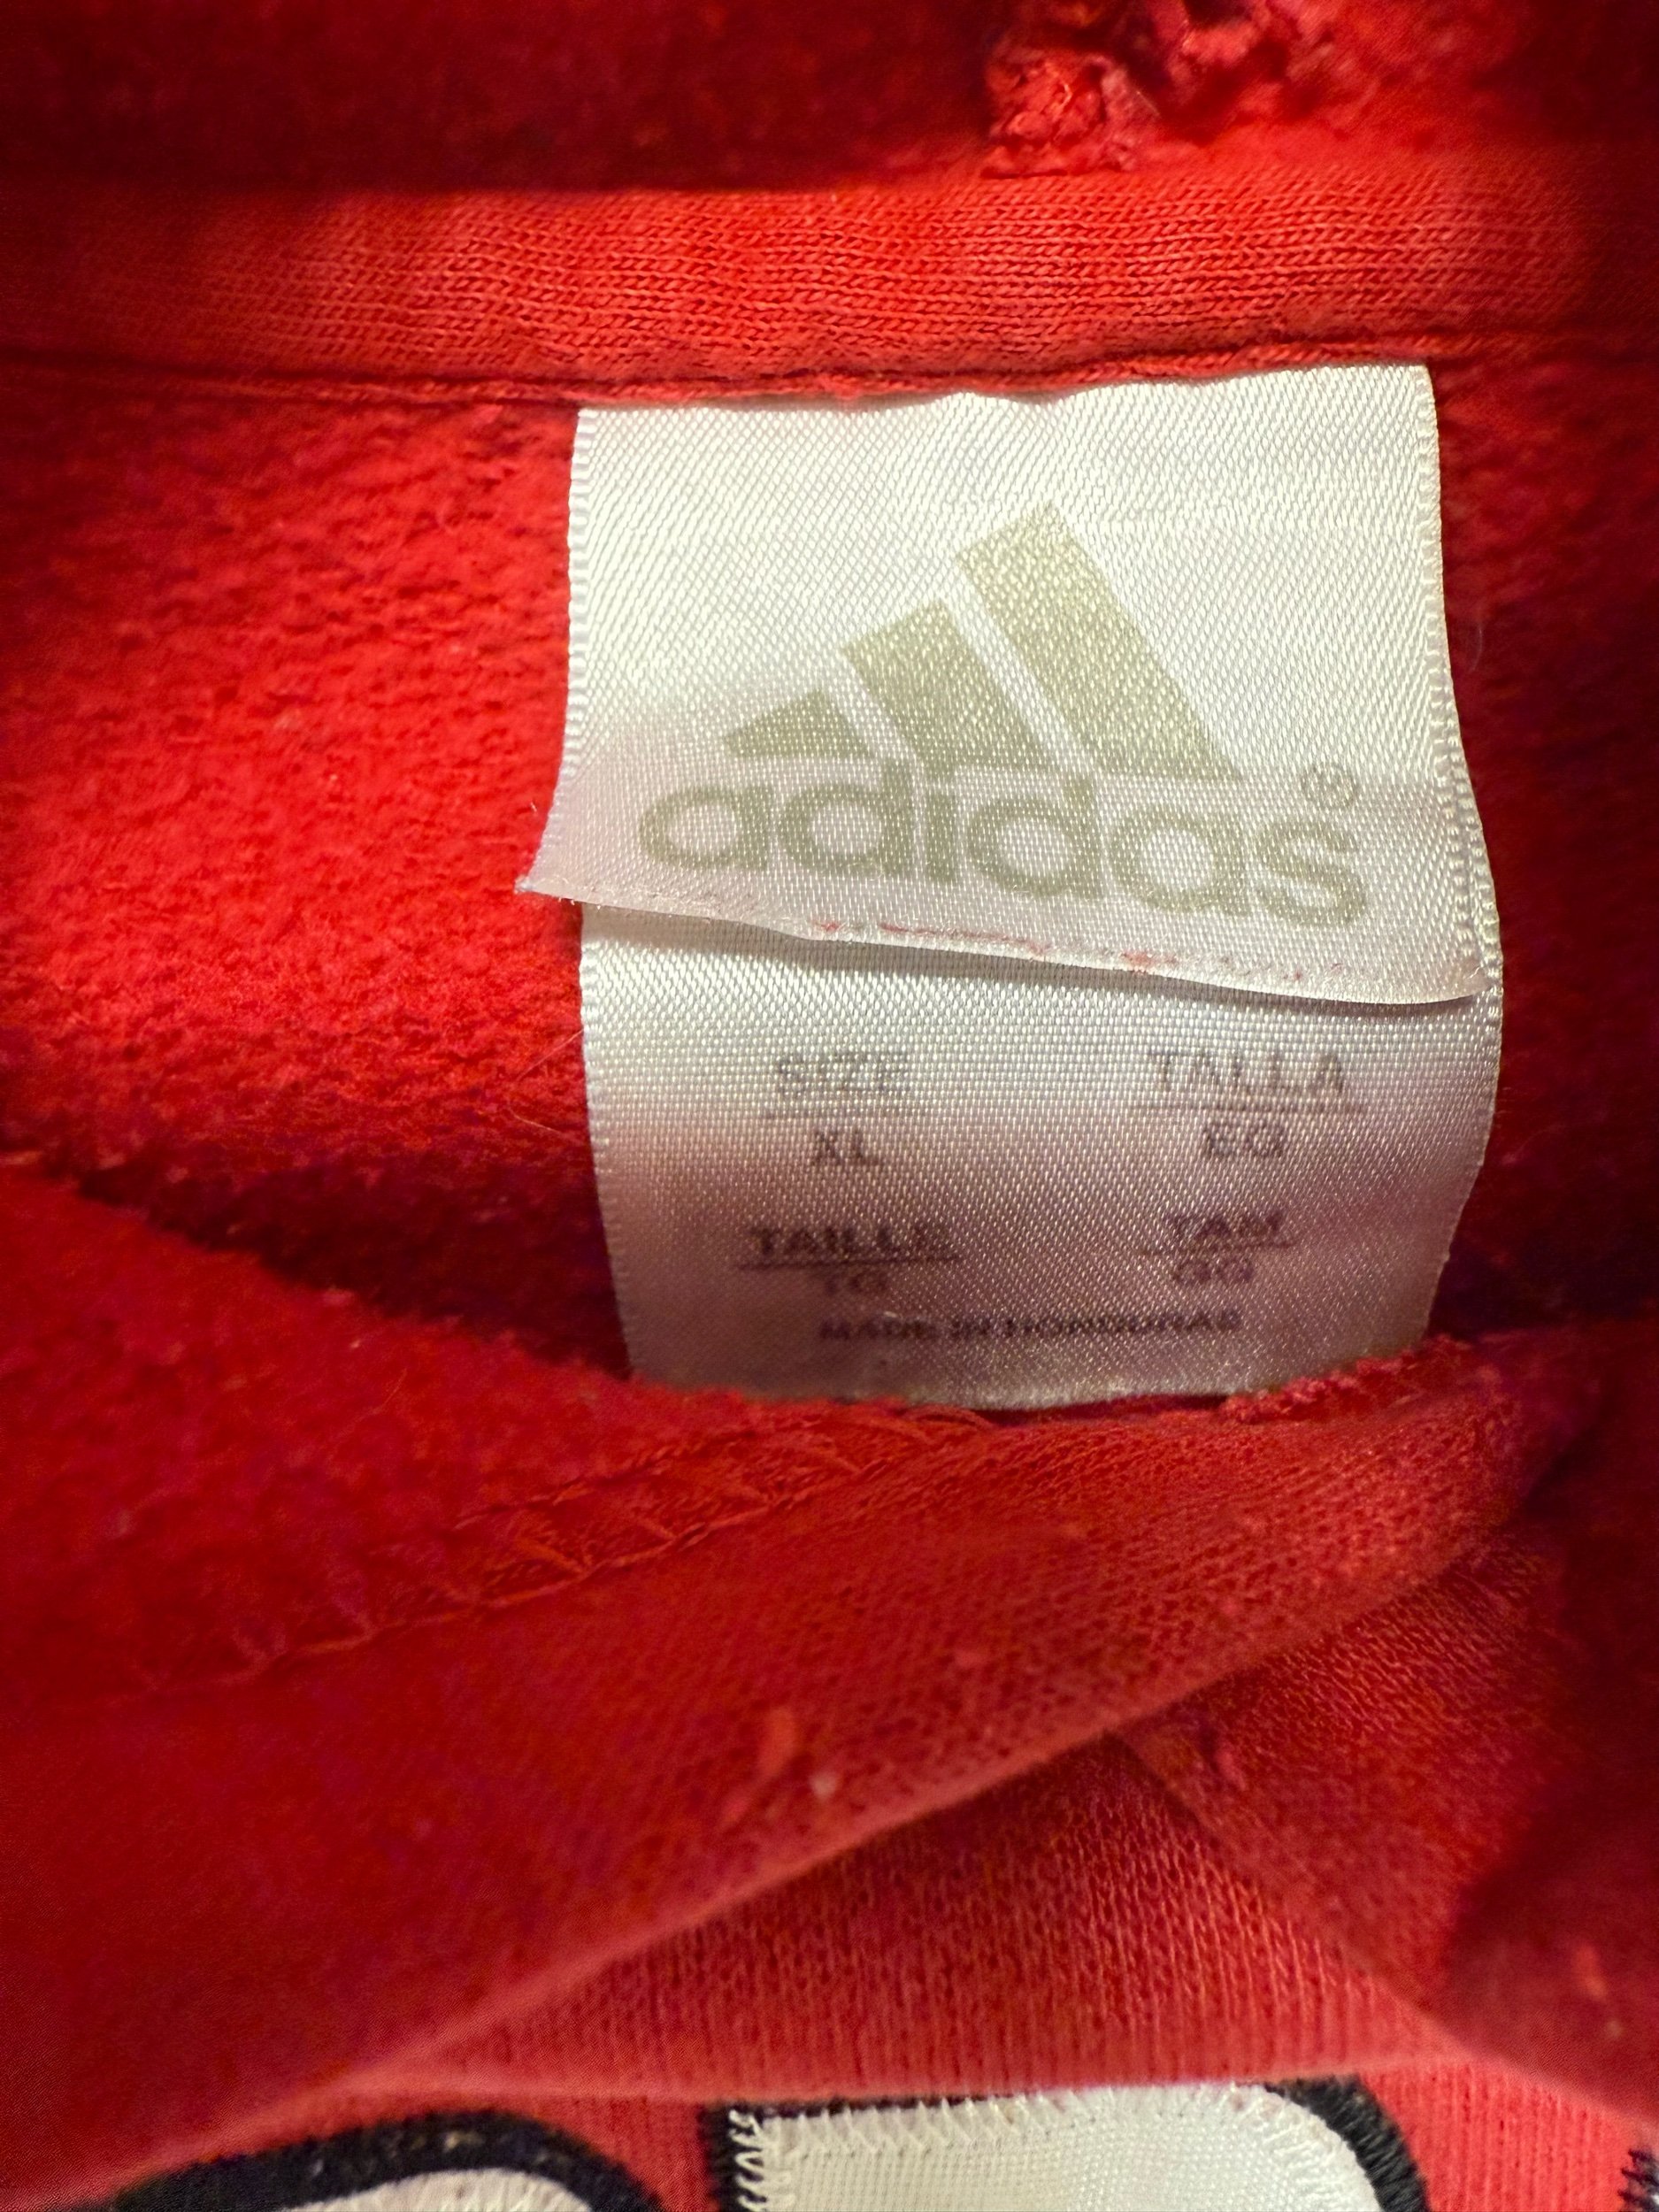 adidas®
SIZE TALLA
XL EG
TAILLE TAM
TG GG
MADE IN HONDURAS